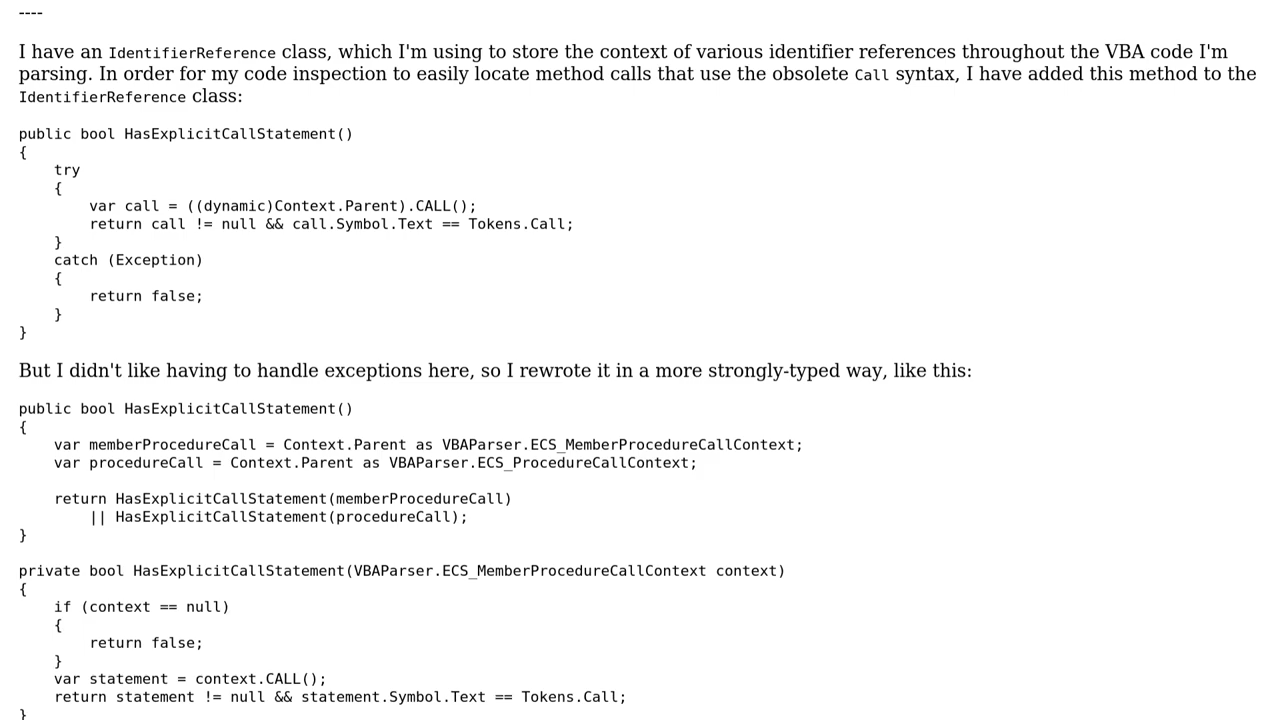 ----
I have an IdentifierReference class, which I'm using to store the context of various identifier references throughout the VBA code I'm
parsing. In order for my code inspection to easily locate method calls that use the obsolete Call syntax, I have added this method to the
IdentifierReference class:
public bool HasExplicitCallStatement()
{
    try
    {
        var call = ((dynamic)Context.Parent).CALL();
        return call != null && call.Symbol.Text == Tokens.Call;
    }
    catch (Exception)
    {
        return false;
    }
}
But I didn't like having to handle exceptions here, so I rewrote it in a more strongly-typed way, like this:
public bool HasExplicitCallStatement()
{
    var memberProcedureCall = Context.Parent as VBAParser.ECS_MemberProcedureCallContext;
    var procedureCall = Context.Parent as VBAParser.ECS_ProcedureCallContext;

    return HasExplicitCallStatement(memberProcedureCall)
        || HasExplicitCallStatement(procedureCall);
}

private bool HasExplicitCallStatement(VBAParser.ECS_MemberProcedureCallContext context)
{
    if (context == null)
    {
        return false;
    }
    var statement = context.CALL();
    return statement != null && statement.Symbol.Text == Tokens.Call;
}